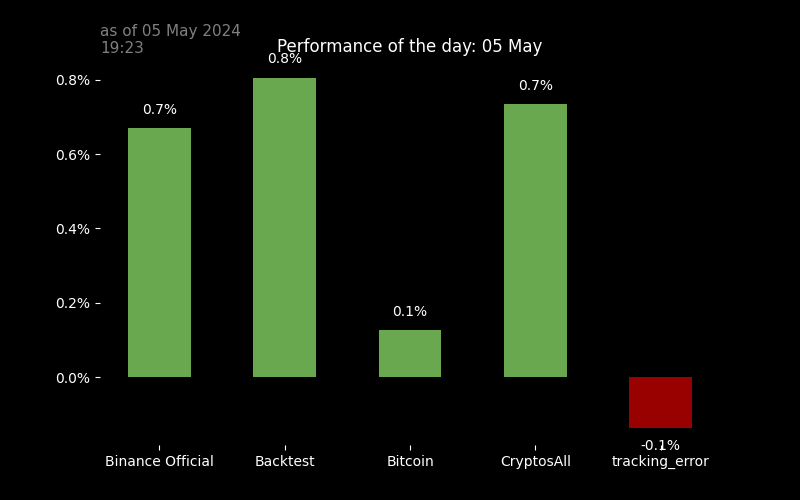 as of 05 May 2024
19:23
Performance of the day: 05 May
0.8%
0.8%
0.7%
0.7%
0.6%
0.4%
0.2%
0.1%
0.0%
-0.1%
Binance Official
Backtest
Bitcoin
CryptosAll
tracking_error